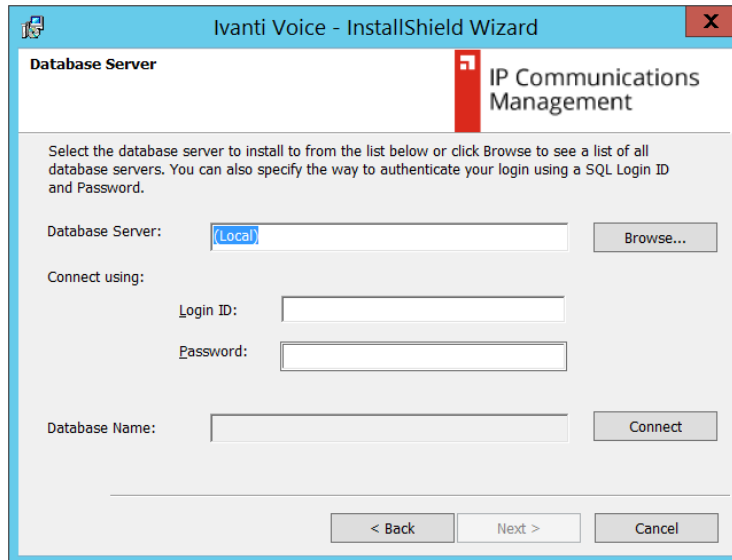 Ivanti Voice - InstallShield Wizard
X
Database Server
IP Communications
Management
Select the database server to install to from the list below or click Browse to see a list of all
database servers. You can also specify the way to authenticate your login using a SQL Login ID
and Password.
Database Server:
(Local)
Browse...
Connect using:
Login ID:
Password:
Database Name:
Connect
< Back
Next >
Cancel